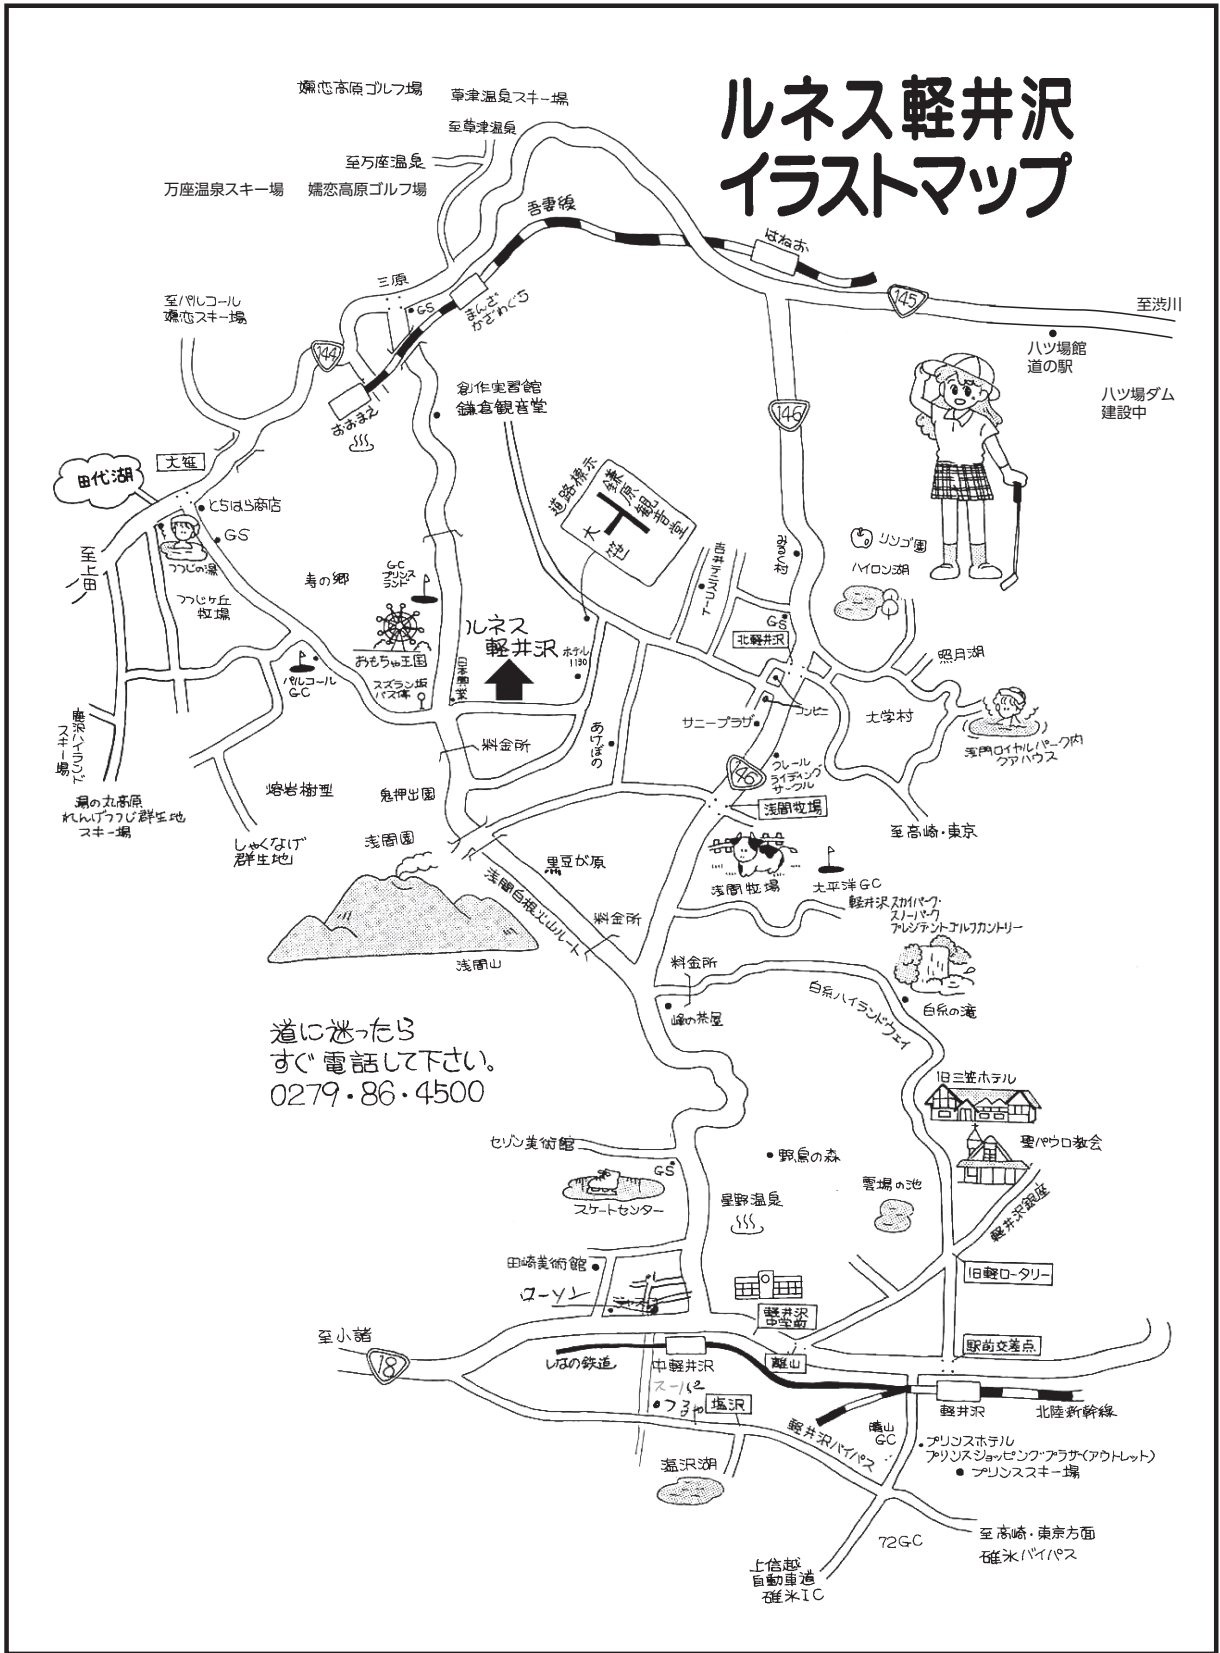 ルネス軽井沢
イラストマップ
嬬恋高原ゴルフ場
草津温泉スキー場
至草津温泉
至万座温泉
万座温泉スキー場
嬬恋高原ゴルフ場
吾妻線
はねお
三原
GS
まんざ
かざわぐち
145
至渋川
至パルコール
嬬恋スキー場
八ツ場館
道の駅
144
八ツ場ダム
建設中
創作実習館
鎌倉観音堂
おおまえ
146
大笹
田代湖
道路標示
鎌原観音堂
大笹
とちはら商店
GS
至上田
つつじの湯
つつじヶ丘
牧場
寿の郷
GC
プリンス
ランド
リンゴ園
ハイロン湖
GS
北軽井沢
ルネス
軽井沢
ホテル
1130
おもちゃ王国
日本興業
照月湖
パルコール
GC
スズラン坂
バス停
サニープラザ
コンビニ
大学村
鹿沢ハイランド
スキー場
あけぼの
料金所
浅間ロイヤルパーク内
クアハウス
クレール
ライディング
サークル
146
浅間牧場
湯の丸高原
れんげつつじ群生地
スキー場
熔岩樹型
鬼押出園
至高崎・東京
しゃくなげ
群生地
浅間園
黒豆が原
浅間牧場
太平洋GC
浅間白根火山ルート
料金所
軽井沢スカイパーク・
スノーパーク
プレジデントゴルフカントリー
浅間山
料金所
白糸ハイランドウェイ
白糸の滝
峰の茶屋
道に迷ったら
すぐ電話して下さい。
0279・86・4500
旧三笠ホテル
セゾン美術館
聖パウロ教会
GS
野鳥の森
スケートセンター
星野温泉
雲場の池
軽井沢銀座
田崎美術館
旧軽ロータリー
ローソン
軽井沢
中学前
至小諸
駅前交差点
18
しなの鉄道
中軽井沢
離山
スーパー
つるや
塩沢
軽井沢
北陸新幹線
軽井沢バイパス
晴山
GC
プリンスホテル
プリンスショッピングプラザ(アウトレット)
プリンススキー場
塩沢湖
72GC
至高崎・東京方面
碓氷バイパス
上信越
自動車道
碓氷IC